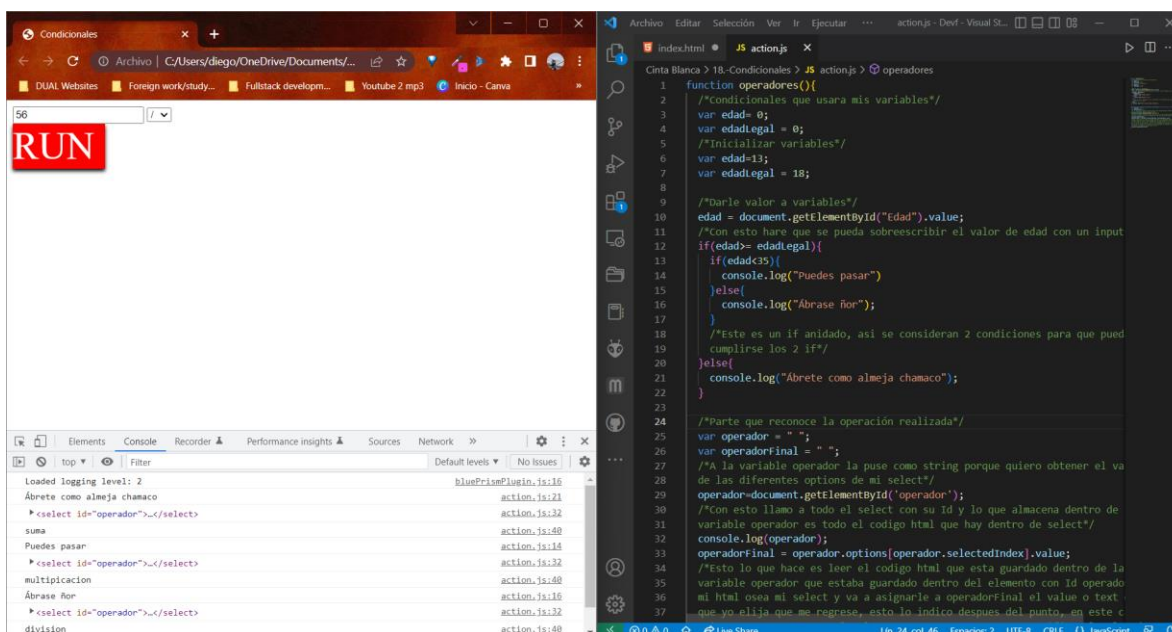 Condicionales
Archivo | C:/Users/diego/OneDrive/Documents/...
DUAL Websites Foreign work/study... Fullstack developm... Youtube 2 mp3 Inicio - Canva »
56 /
RUN
Elements Console Recorder Performance insights Sources Network »
top ▼ Filter Default levels ▼ No Issues
Loaded logging level: 2 bluePrismPlugin.js:16
Ábrete como almeja chamaco action.js:21
<select id="operador">…</select> action.js:32
suma action.js:40
Puedes pasar action.js:14
<select id="operador">…</select> action.js:32
multipicacion action.js:40
Ábrase ñor action.js:16
<select id="operador">…</select> action.js:32
division action.js:40
Archivo Editar Selección Ver Ir Ejecutar ··· action.js - Devf - Visual St...
index.html JS action.js
Cinta Blanca > 18.-Condicionales > JS action.js > operadores
1 function operadores(){
2 /*Condicionales que usara mis variables*/
3 var edad= 0;
4 var edadLegal = 0;
5 /*Inicializar variables*/
6 var edad=13;
7 var edadLegal = 18;
8
9 /*Darle valor a variables*/
10 edad = document.getElementById("Edad").value;
11 /*Con esto hare que se pueda sobreescribir el valor de edad con un input
12 if(edad>= edadLegal){
13 if(edad<35){
14 console.log("Puedes pasar")
15 }else{
16 console.log("Ábrase ñor");
17 }
18 /*Este es un if anidado, asi se consideran 2 condiciones para que pued
19 cumplirse los 2 if*/
20 }else{
21 console.log("Ábrete como almeja chamaco");
22 }
23
24 /*Parte que reconoce la operación realizada*/
25 var operador = " ";
26 var operadorFinal = " ";
27 /*A la variable operador la puse como string porque quiero obtener el va
28 de las diferentes options de mi select*/
29 operador=document.getElementById('operador');
30 /*Con esto llamo a todo el select con su Id y lo que almacena dentro de
31 variable operador es todo el codigo html que hay dentro de select*/
32 console.log(operador);
33 operadorFinal = operador.options[operador.selectedIndex].value;
34 /*Esto lo que hace es leer el codigo html que esta guardado dentro de la
35 variable operador que estaba guardado dentro del elemento con Id operado
36 mi html osea mi select y va a asignarle a operadorFinal el value o text
37 que yo elija que me regrese, esto lo indico despues del punto, en este c
0 0 Live Share Lín. 24, col. 46 Espacios: 2 UTF-8 CRLF {} JavaScript